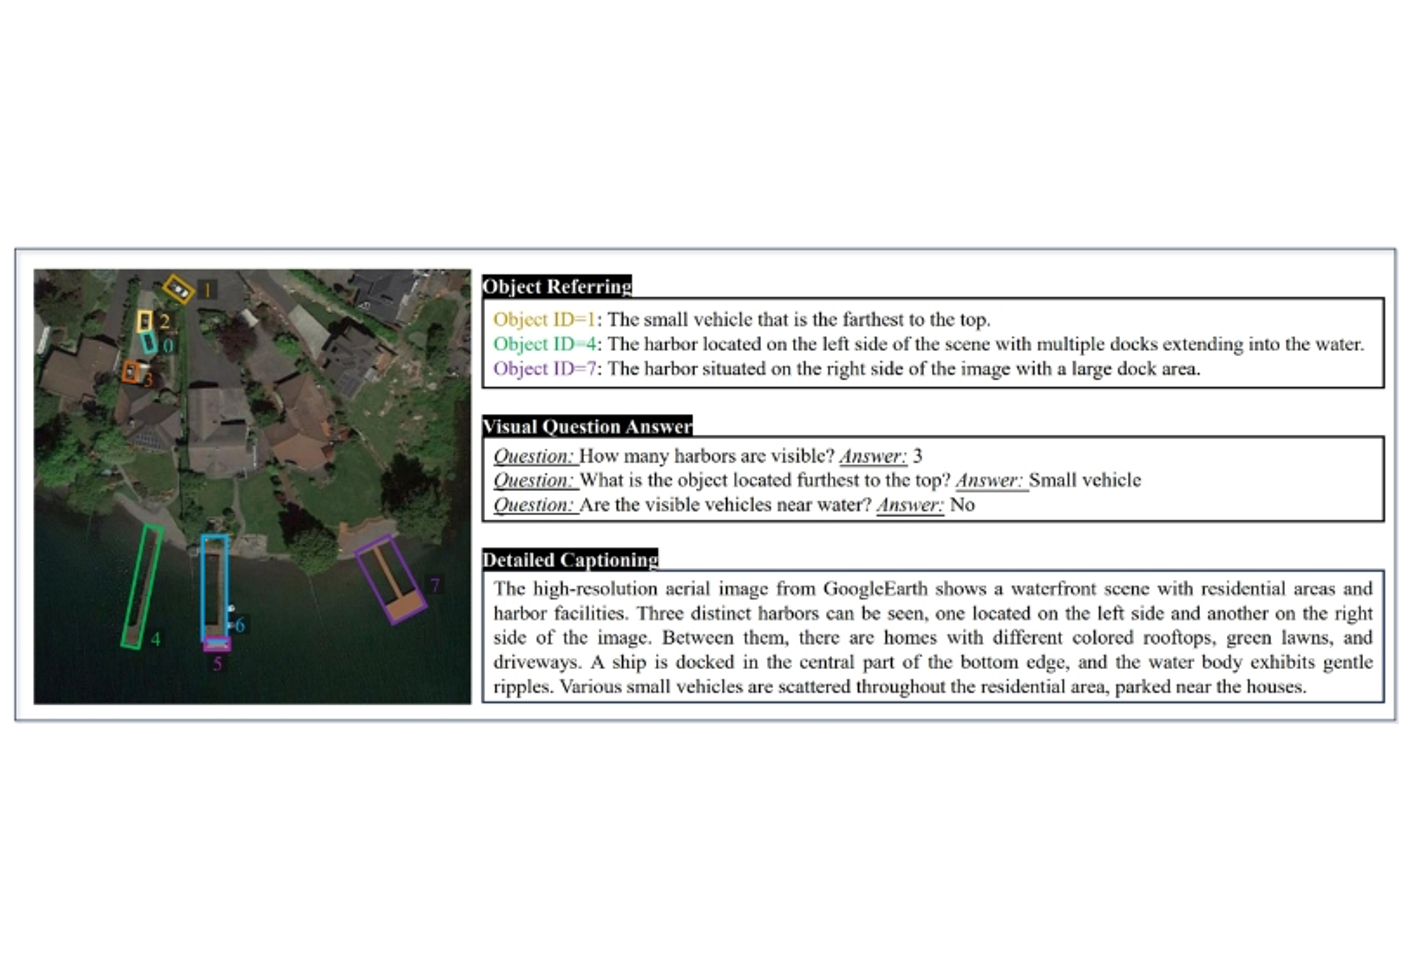 1
2
0
3
4
6
5
7
Object Referring
Object ID=1: The small vehicle that is the farthest to the top.
Object ID=4: The harbor located on the left side of the scene with multiple docks extending into the water.
Object ID=7: The harbor situated on the right side of the image with a large dock area.
Visual Question Answer
Question: How many harbors are visible? Answer: 3
Question: What is the object located furthest to the top? Answer: Small vehicle
Question: Are the visible vehicles near water? Answer: No
Detailed Captioning
The high-resolution aerial image from GoogleEarth shows a waterfront scene with residential areas and
harbor facilities. Three distinct harbors can be seen, one located on the left side and another on the right
side of the image. Between them, there are homes with different colored rooftops, green lawns, and
driveways. A ship is docked in the central part of the bottom edge, and the water body exhibits gentle
ripples. Various small vehicles are scattered throughout the residential area, parked near the houses.